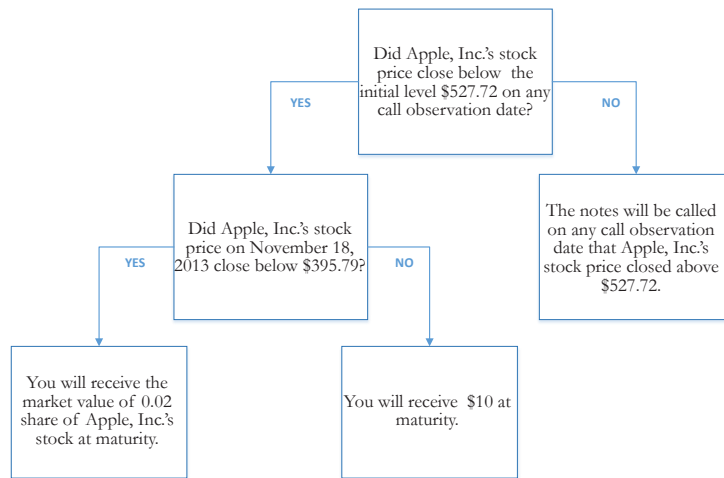 Did Apple, Inc.'s stock
price close below the
initial level $527.72 on any
call observation date?
YES
NO
Did Apple, Inc.'s stock
price on November 18,
2013 close below $395.79?
The notes will be called
on any call observation
date that Apple, Inc.'s
stock price closed above
$527.72.
YES
NO
You will receive the
market value of 0.02
share of Apple, Inc.'s
stock at maturity.
You will receive $10 at
maturity.